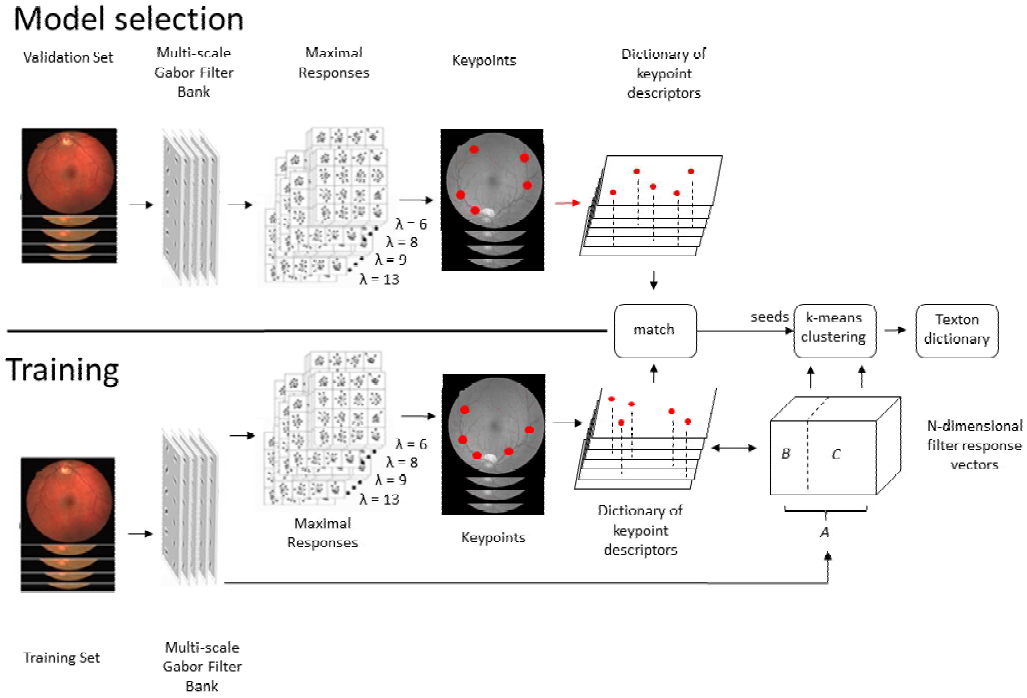 Model selection
Validation Set
Multi-scale
Gabor Filter
Bank
Maximal
Responses
Keypoints
Dictionary of
keypoint
descriptors
λ = 6
λ = 8
λ = 9
λ = 13
match
seeds
k-means
clustering
Texton
dictionary
Training
λ = 6
λ = 8
λ = 9
λ = 13
Maximal
Responses
Keypoints
Dictionary of
keypoint
descriptors
B
C
A
N-dimensional
filter response
vectors
Training Set
Multi-scale
Gabor Filter
Bank